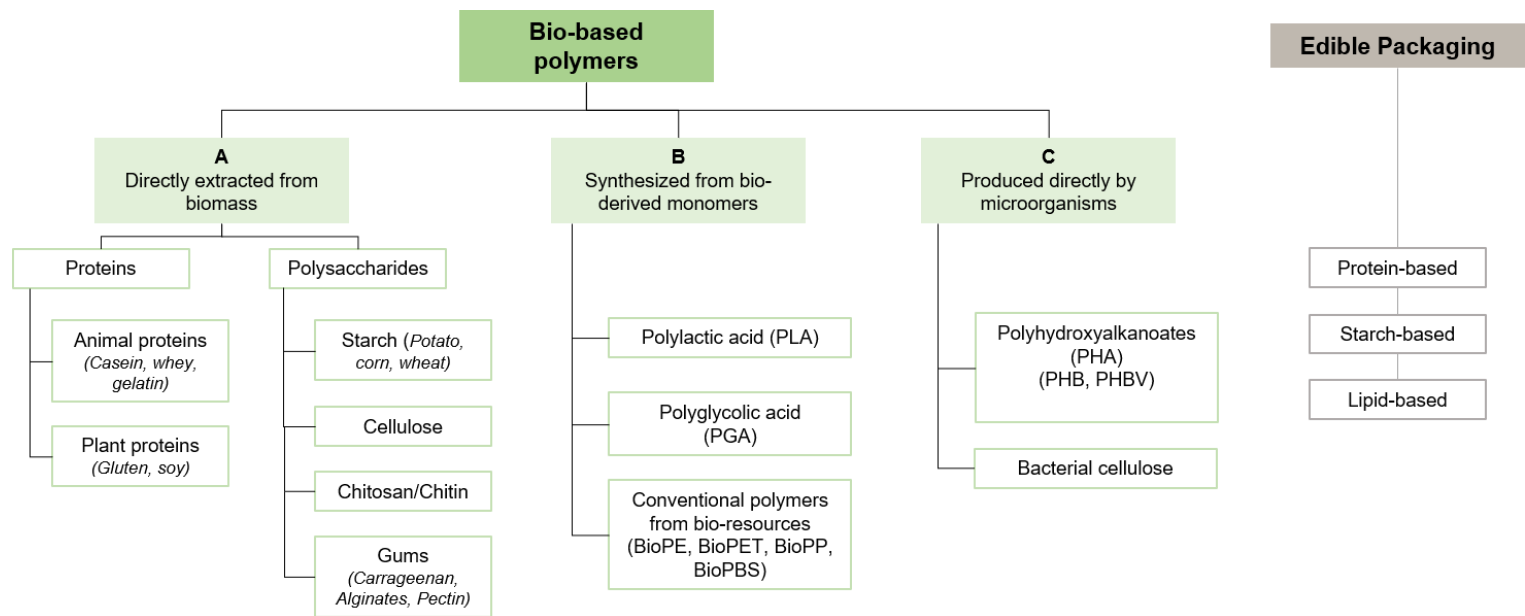 Bio-based
polymers
Edible Packaging
A
Directly extracted from
biomass
B
Synthesized from bio-
derived monomers
C
Produced directly by
microorganisms
Proteins
Polysaccharides
Animal proteins
(Casein, whey,
gelatin)
Plant proteins
(Gluten, soy)
Starch (Potato,
corn, wheat)
Cellulose
Chitosan/Chitin
Gums
(Carrageenan,
Alginates, Pectin)
Polylactic acid (PLA)
Polyglycolic acid
(PGA)
Conventional polymers
from bio-resources
(BioPE, BioPET, BioPP,
BioPBS)
Polyhydroxyalkanoates
(PHA)
(PHB, PHBV)
Bacterial cellulose
Protein-based
Starch-based
Lipid-based